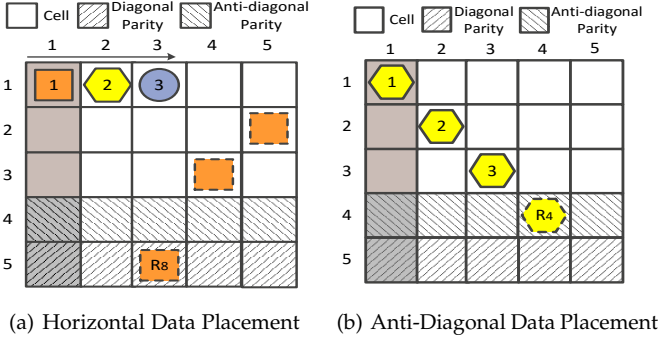 Cell Diagonal Parity Anti-diagonal Parity
1 2 3 4 5
1 1 2 3
2
3
4
5 R8
(a) Horizontal Data Placement
Cell Diagonal Parity Anti-diagonal Parity
1 2 3 4 5
1 1
2 2
3 3
4 R4
5
(b) Anti-Diagonal Data Placement